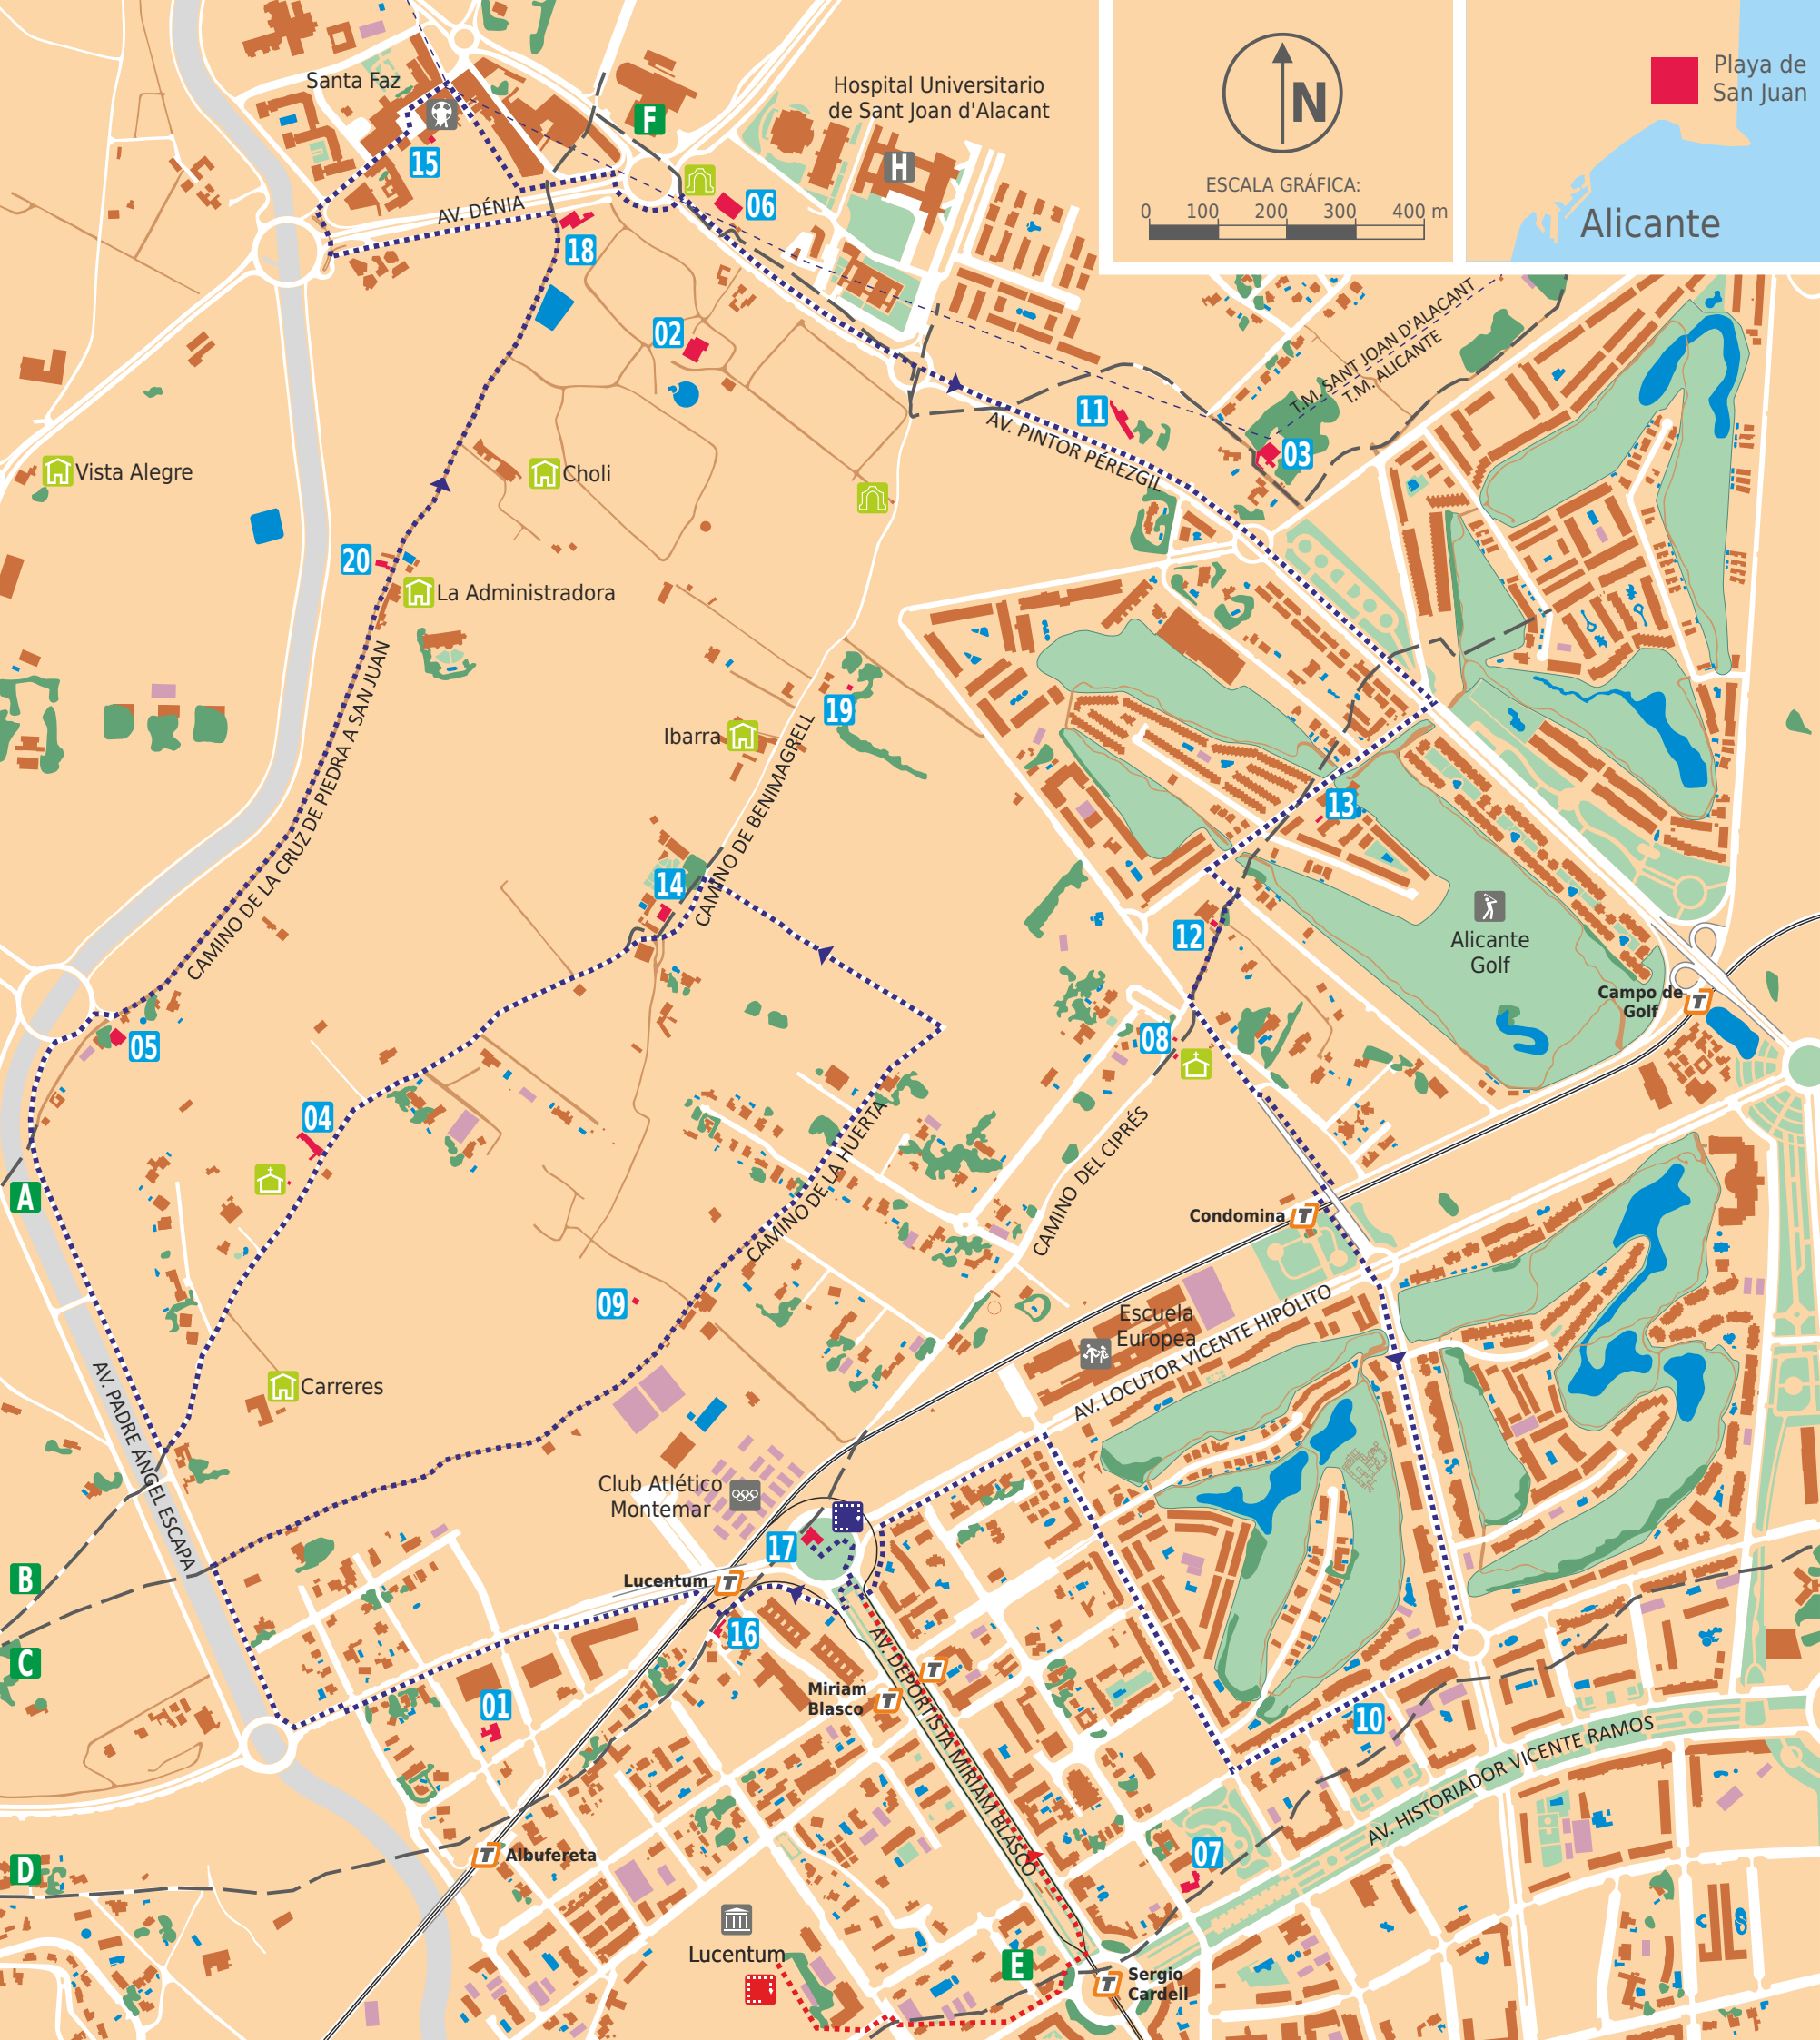 Santa Faz
15
AV. DÉNIA
18
F
06
Hospital Universitario
de Sant Joan d'Alacant
H
N
ESCALA GRÁFICA:
0 100 200 300 400 m
Playa de
San Juan
Alicante
02
11
AV. PINTOR PÉREZGIL
T.M. SANT JOAN D'ALACANT
T.M. ALICANTE
03
Vista Alegre
Choli
20
La Administradora
CAMINO DE LA CRUZ DE PIEDRA A SAN JUAN
19
Ibarra
CAMINO DE BENIMAGRELL
14
13
12
Alicante
Golf
Campo de
Golf
T
05
08
04
CAMINO DE LA HUERTA
CAMINO DEL CIPRÉS
A
Condomina
T
09
Escuela
Europea
AV. LOCUTOR VICENTE HIPÓLITO
Carreres
AV. PADRE ÁNGEL ESCAPA
Club Atlético
Montemar
17
B
Lucentum
T
16
C
01
Miriam
Blasco
T
T
AV. DEPORTISTA MIRIAM BLASCO
10
AV. HISTORIADOR VICENTE RAMOS
D
T
Albufereta
07
Lucentum
E
T
Sergio
Cardell